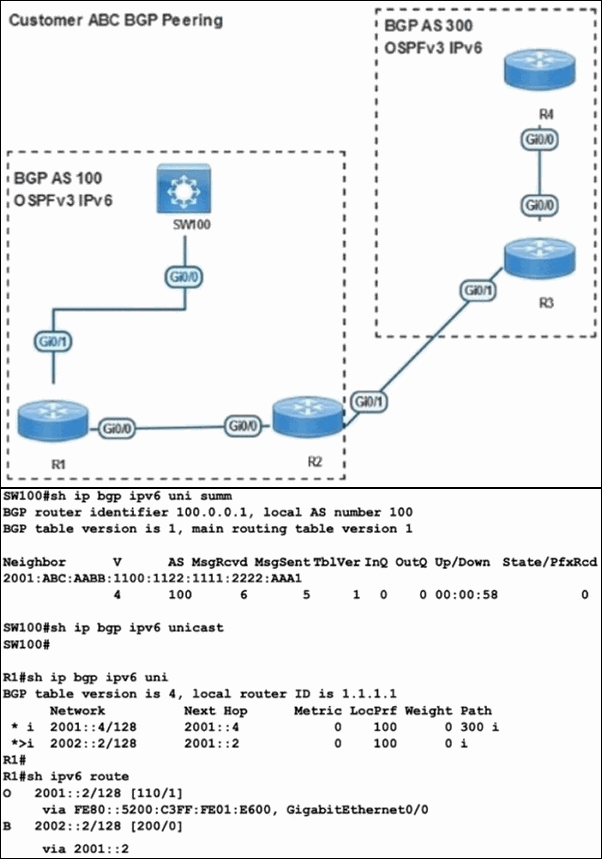 Customer ABC BGP Peering
BGP AS 300
OSPFv3 IPv6
R4
Gi0/0
Gi0/0
R3
Gi0/1
BGP AS 100
OSPFv3 IPv6
SW100
Gi0/0
Gi0/1
Gi0/1
R1
Gi0/0
Gi0/0
R2
SW100#sh ip bgp ipv6 uni summ
BGP router identifier 100.0.0.1, local AS number 100
BGP table version is 1, main routing table version 1
Neighbor V AS MsgRcvd MsgSent TblVer InQ OutQ Up/Down State/PfxRcd
2001:ABC:AABB:1100:1122:1111:2222:AAA1
4 100 6 5 1 0 0 00:00:58 0
SW100#sh ip bgp ipv6 unicast
SW100#
R1#sh ip bgp ipv6 uni
BGP table version is 4, local router ID is 1.1.1.1
Network Next Hop Metric LocPrf Weight Path
* i 2001::4/128 2001::4 0 100 0 300 i
*>i 2002::2/128 2001::2 0 100 0 i
R1#
R1#sh ipv6 route
O 2001::2/128 [110/1]
via FE80::5200:C3FF:FE01:E600, GigabitEthernet0/0
B 2002::2/128 [200/0]
via 2001::2